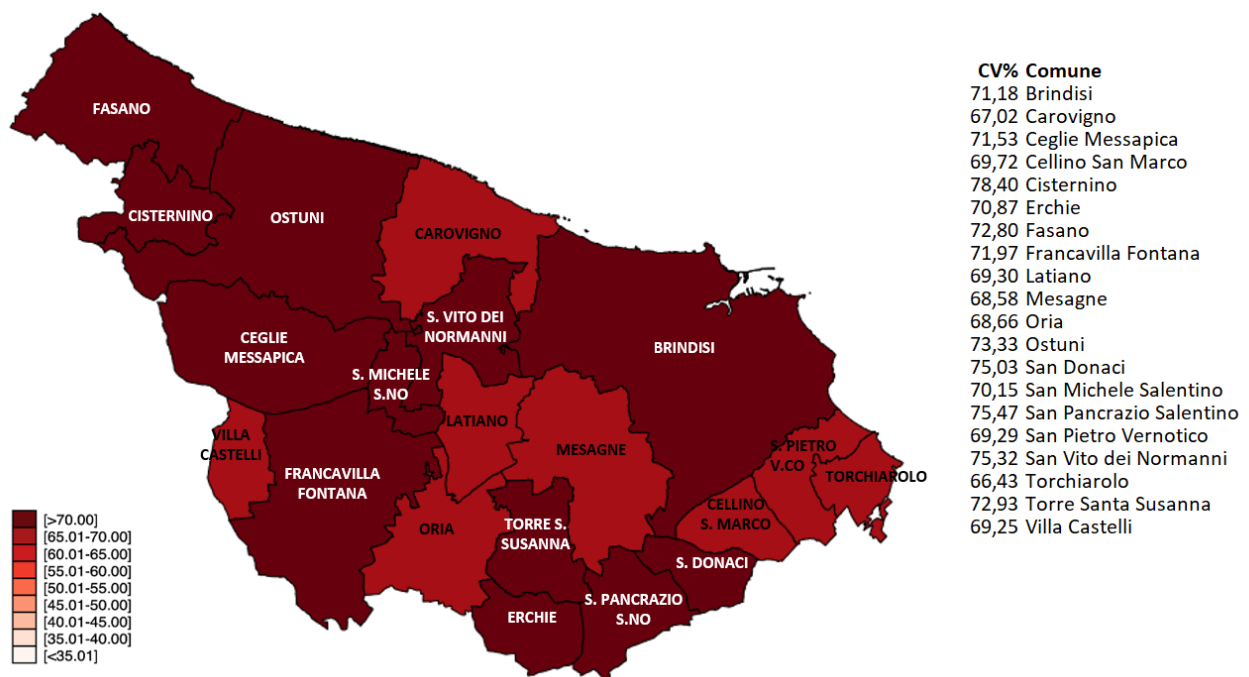 FASANO
CISTERNINO
OSTUNI
CAROVIGNO
S. VITO DEI
NORMANNI
CEGLIE
MESSAPICA
BRINDISI
S. MICHELE
S.NO
LATIANO
VILLA
CASTELLI
MESAGNE
S. PIETRO
V.CO
FRANCAVILLA
FONTANA
TORCHIAROLO
CELLINO
S. MARCO
ORIA
TORRE S.
SUSANNA
S. DONACI
S. PANCRAZIO
S.NO
ERCHIE
[>70.00]
[65.01-70.00]
[60.01-65.00]
[55.01-60.00]
[50.01-55.00]
[45.01-50.00]
[40.01-45.00]
[35.01-40.00]
[<35.01]
CV% Comune
71,18 Brindisi
67,02 Carovigno
71,53 Ceglie Messapica
69,72 Cellino San Marco
78,40 Cisternino
70,87 Erchie
72,80 Fasano
71,97 Francavilla Fontana
69,30 Latiano
68,58 Mesagne
68,66 Oria
73,33 Ostuni
75,03 San Donaci
70,15 San Michele Salentino
75,47 San Pancrazio Salentino
69,29 San Pietro Vernotico
75,32 San Vito dei Normanni
66,43 Torchiarolo
72,93 Torre Santa Susanna
69,25 Villa Castelli